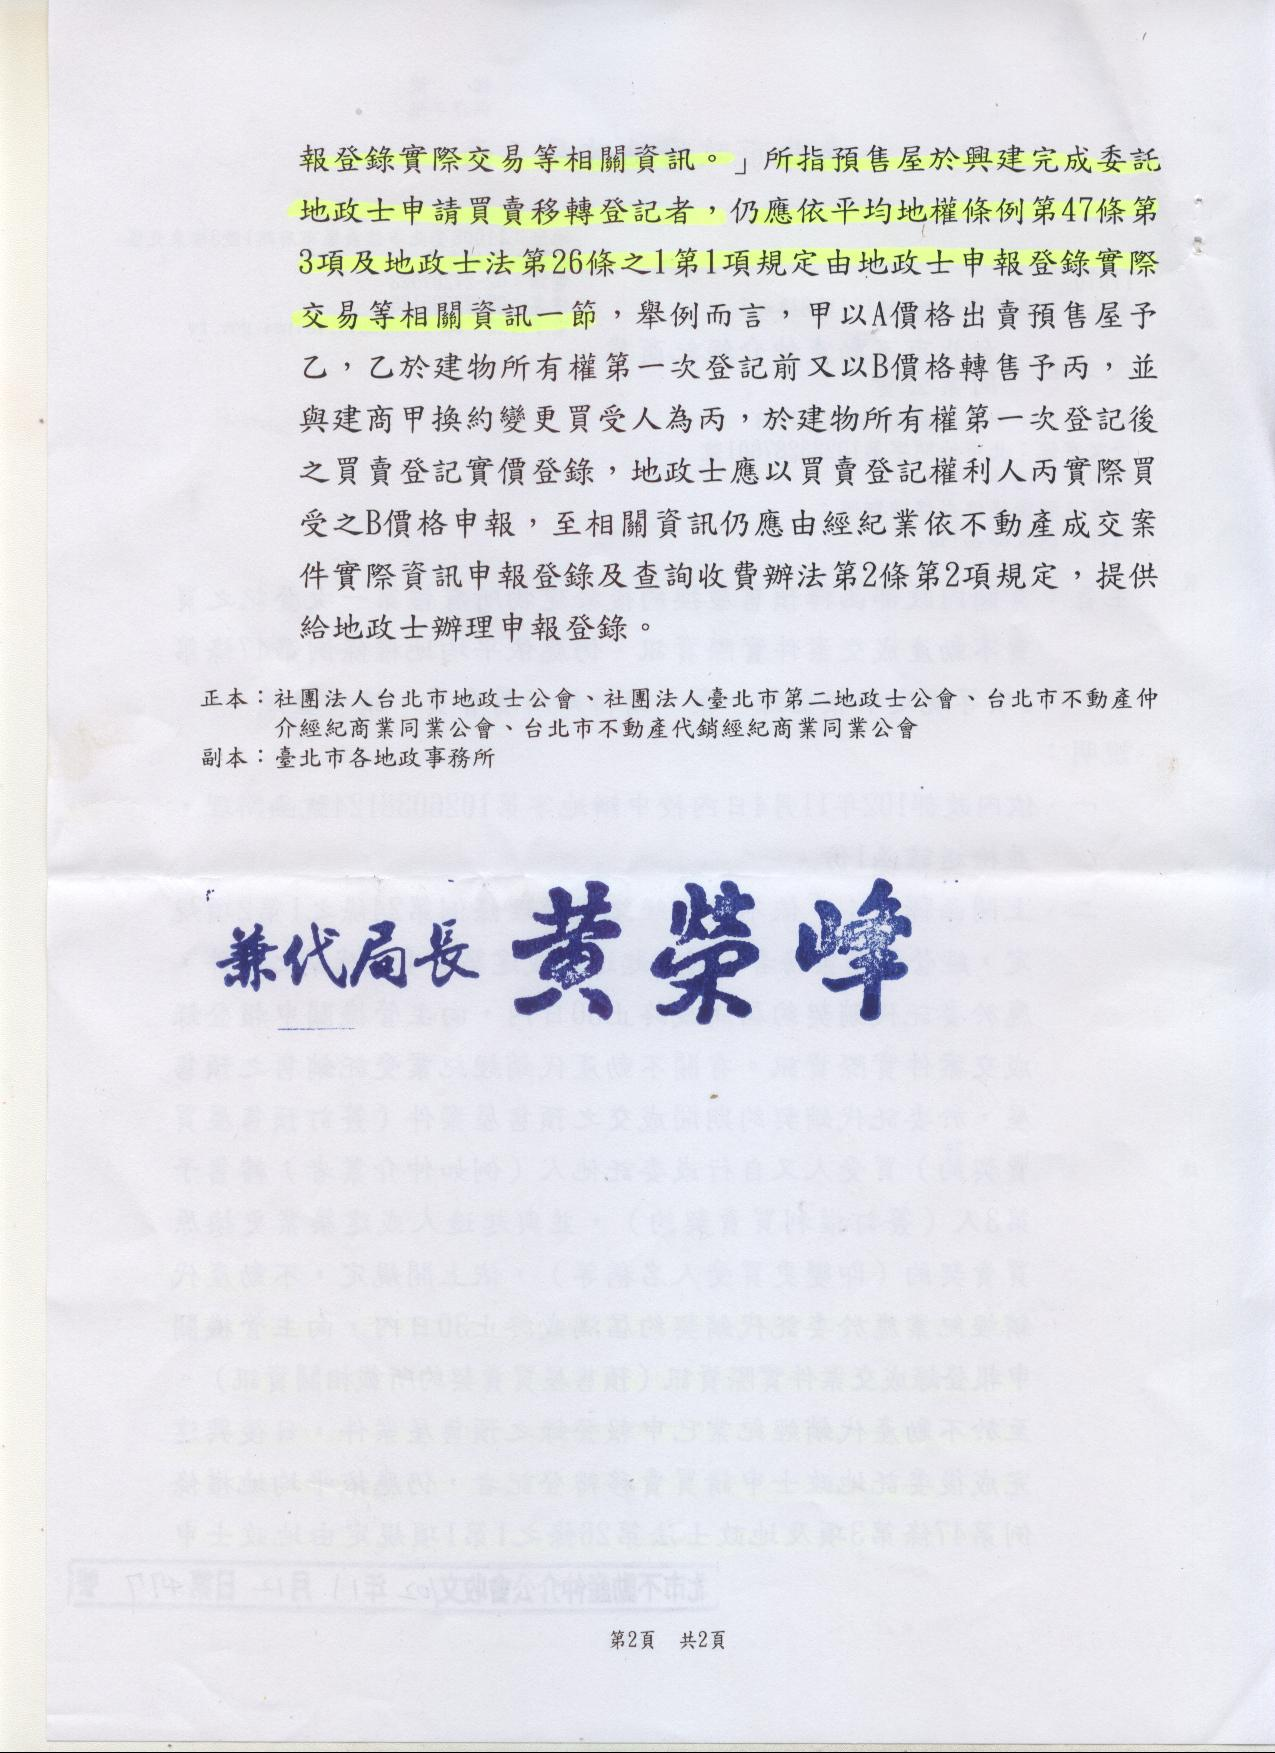 報登錄實際交易等相關資訊。」所指預售屋於興建完成委託
地政士申請買賣移轉登記者，仍應依平均地權條例第47條第
3項及地政士法第26條之1第1項規定由地政士申報登錄實際
交易等相關資訊一節，舉例而言，甲以A價格出賣預售屋予
乙，乙於建物所有權第一次登記前又以B價格轉售予丙，並
與建商甲換約變更買受人為丙，於建物所有權第一次登記後
之買賣登記實價登錄，地政士應以買賣登記權利人丙實際買
受之B價格申報，至相關資訊仍應由經紀業依不動產成交案
件實際資訊申報登錄及查詢收費辦法第2條第2項規定，提供
給地政士辦理申報登錄。
正本：社團法人台北市地政士公會、社團法人臺北市第二地政士公會、台北市不動產仲
介經紀商業同業公會、台北市不動產代銷經紀商業同業公會
副本：臺北市各地政事務所
兼代局長 黃榮峰
第2頁 共2頁